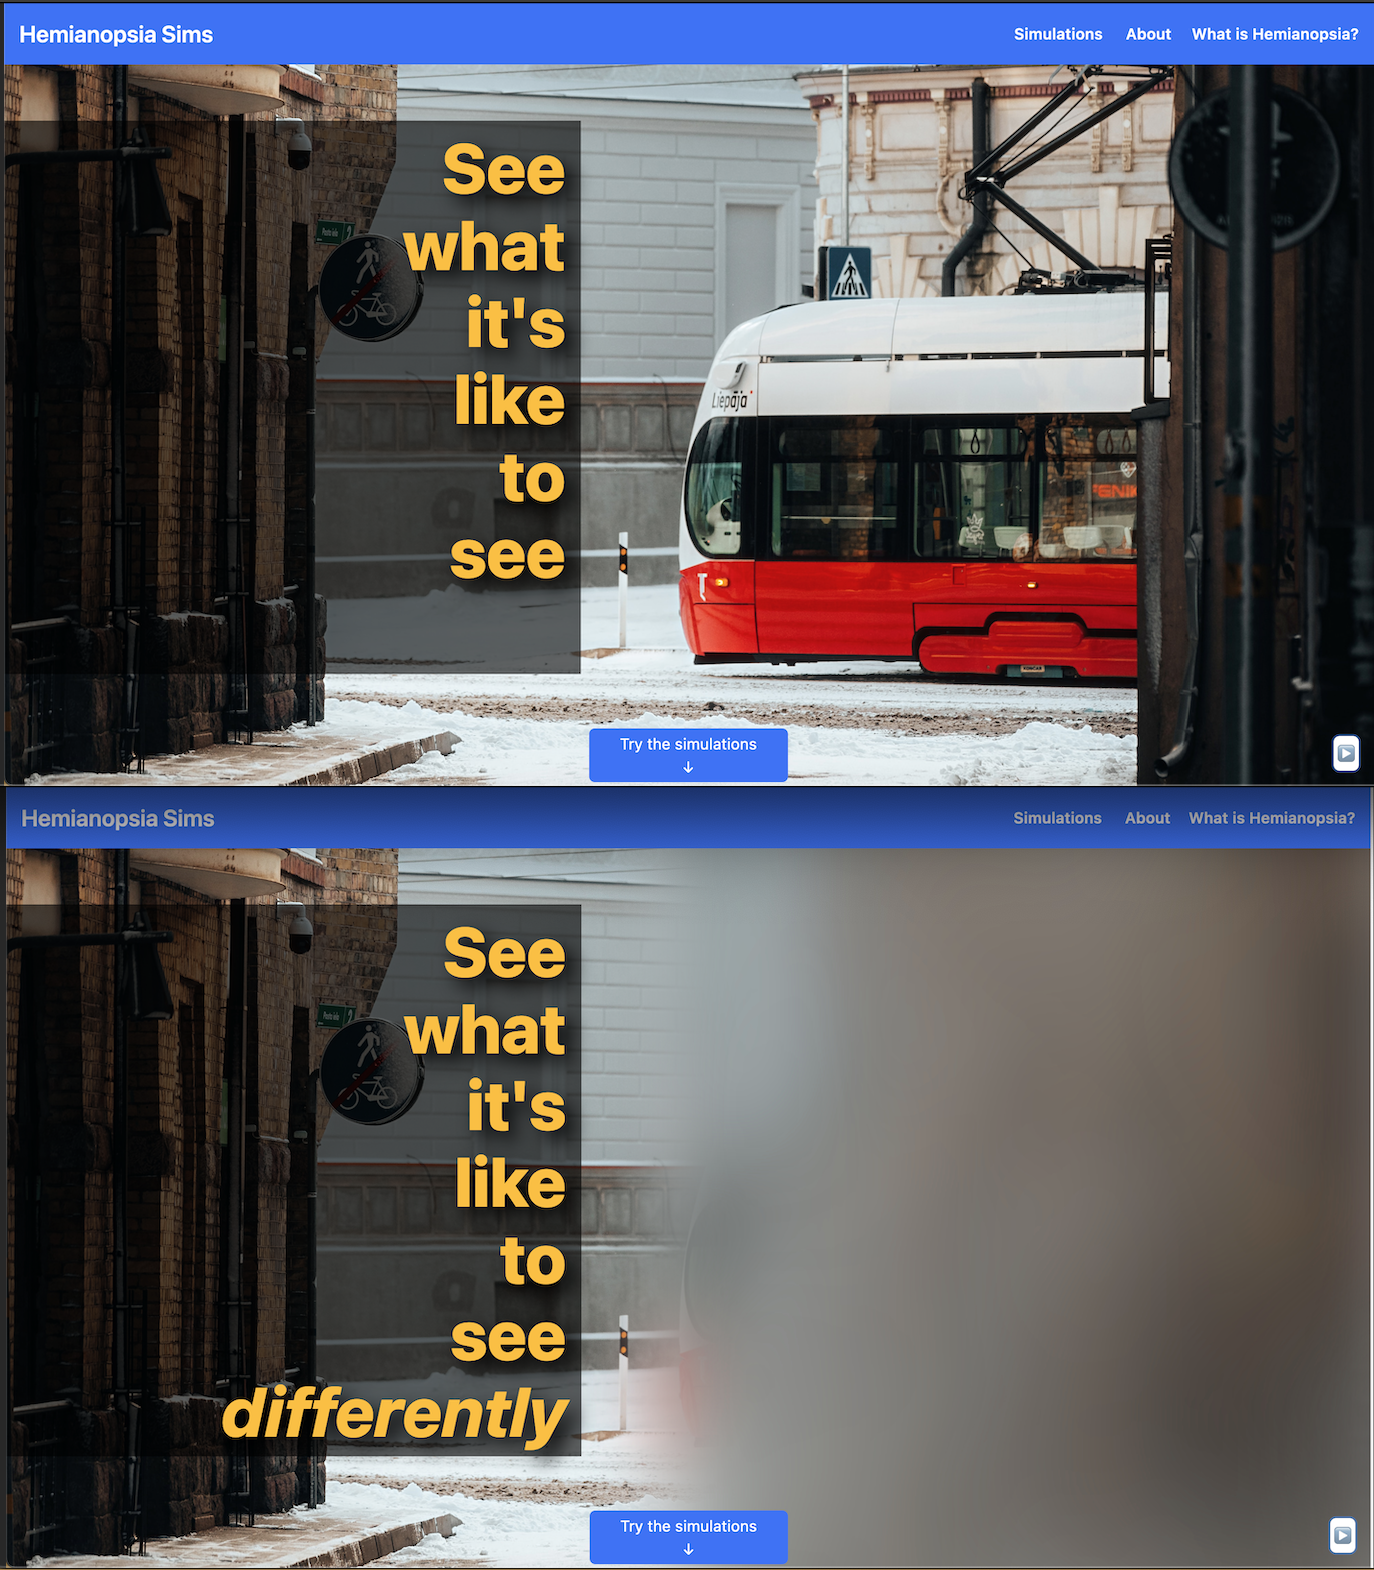 Hemianopsia Sims
Simulations About What is Hemianopsia?
See
what
it's
like
to
see
Liepāja
Try the simulations
↓
Hemianopsia Sims
Simulations About What is Hemianopsia?
See
what
it's
like
to
see
differently
Try the simulations
↓